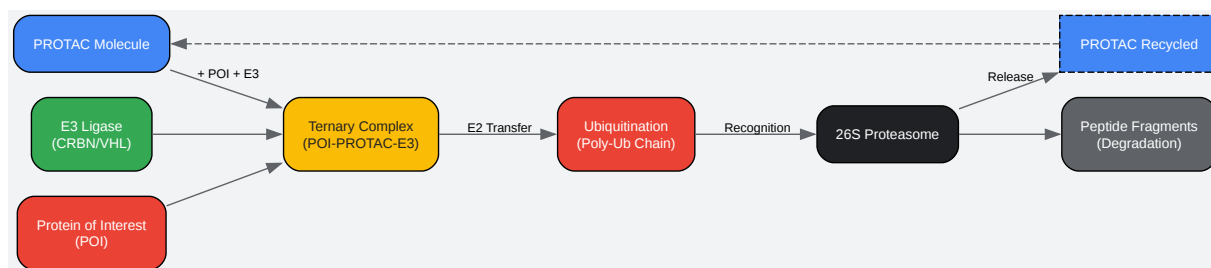 PROTAC Molecule
PROTAC Recycled
+ POI + E3
Release
E3 Ligase
(CRBN/VHL)
Ternary Complex
(POI-PROTAC-E3)
E2 Transfer
Ubiquitination
(Poly-Ub Chain)
Recognition
26S Proteasome
Peptide Fragments
(Degradation)
Protein of Interest
(POI)